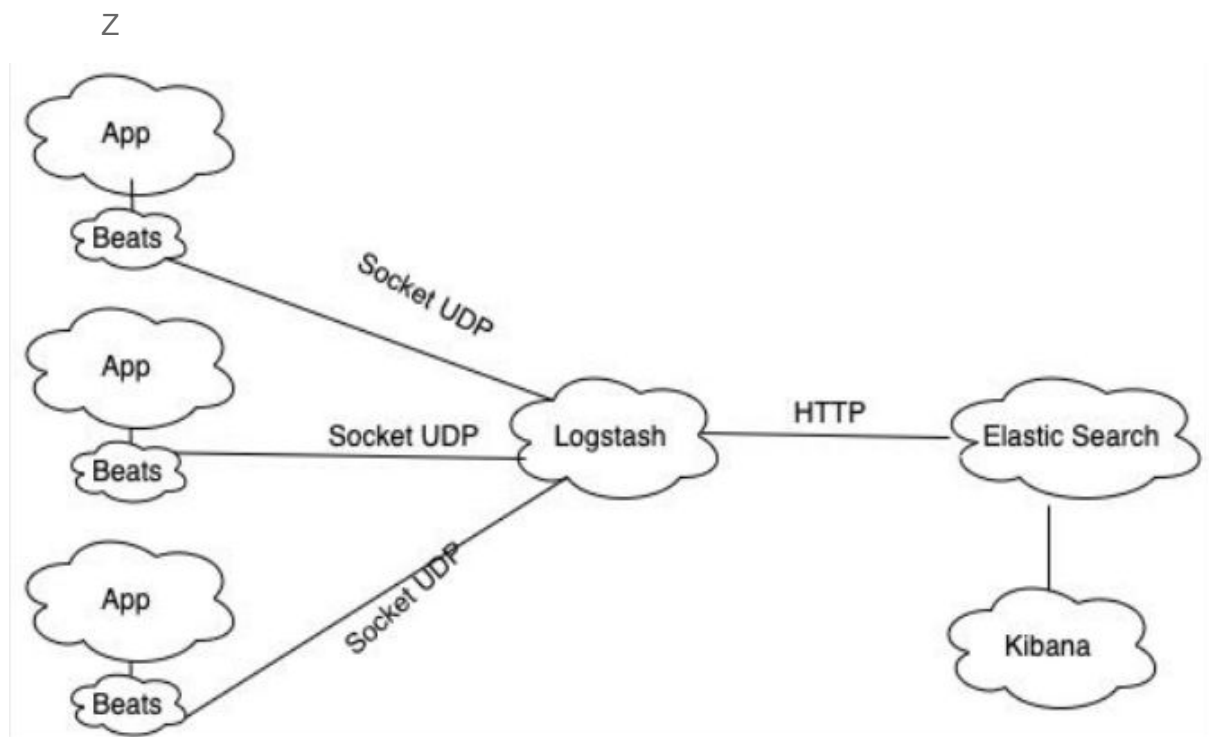 Z
App
Beats
Socket UDP
App
Beats
Socket UDP
Logstash
HTTP
Elastic Search
App
Beats
Socket UDP
Kibana